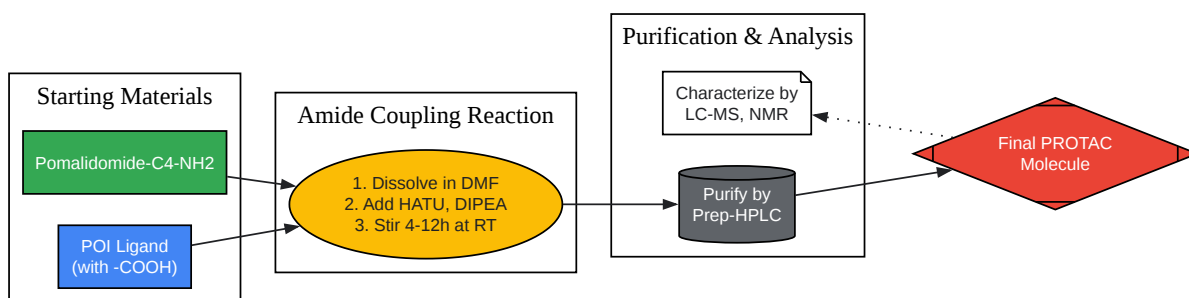 Starting Materials
Pomalidomide-C4-NH2
POI Ligand
(with -COOH)
Amide Coupling Reaction
1. Dissolve in DMF
2. Add HATU, DIPEA
3. Stir 4-12h at RT
Purification & Analysis
Characterize by
LC-MS, NMR
Purify by
Prep-HPLC
Final PROTAC
Molecule